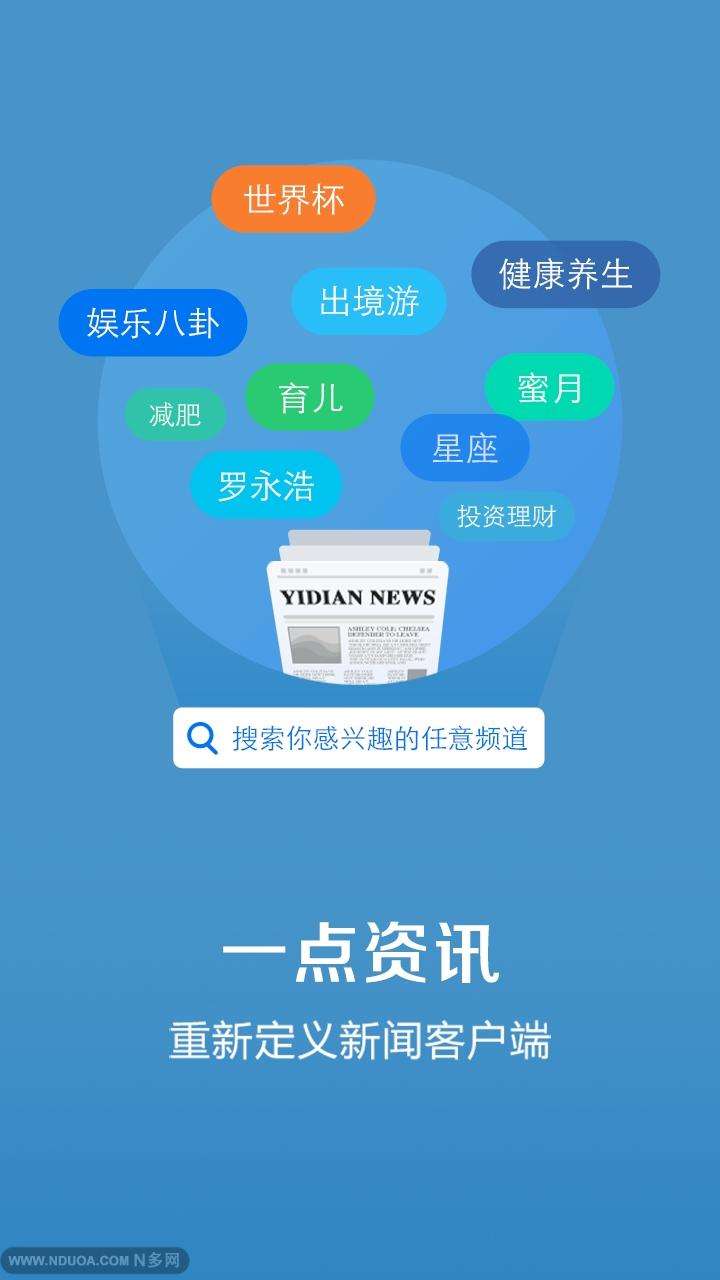 世界杯
健康养生
出境游
娱乐八卦
蜜月
育儿
减肥
星座
罗永浩
投资理财
YIDIAN NEWS
ASHLEY COLE: CHELSEA
DEFENDER TO LEAVE
搜索你感兴趣的任意频道
一点资讯
重新定义新闻客户端
WWW.NDUOA.COM N多网